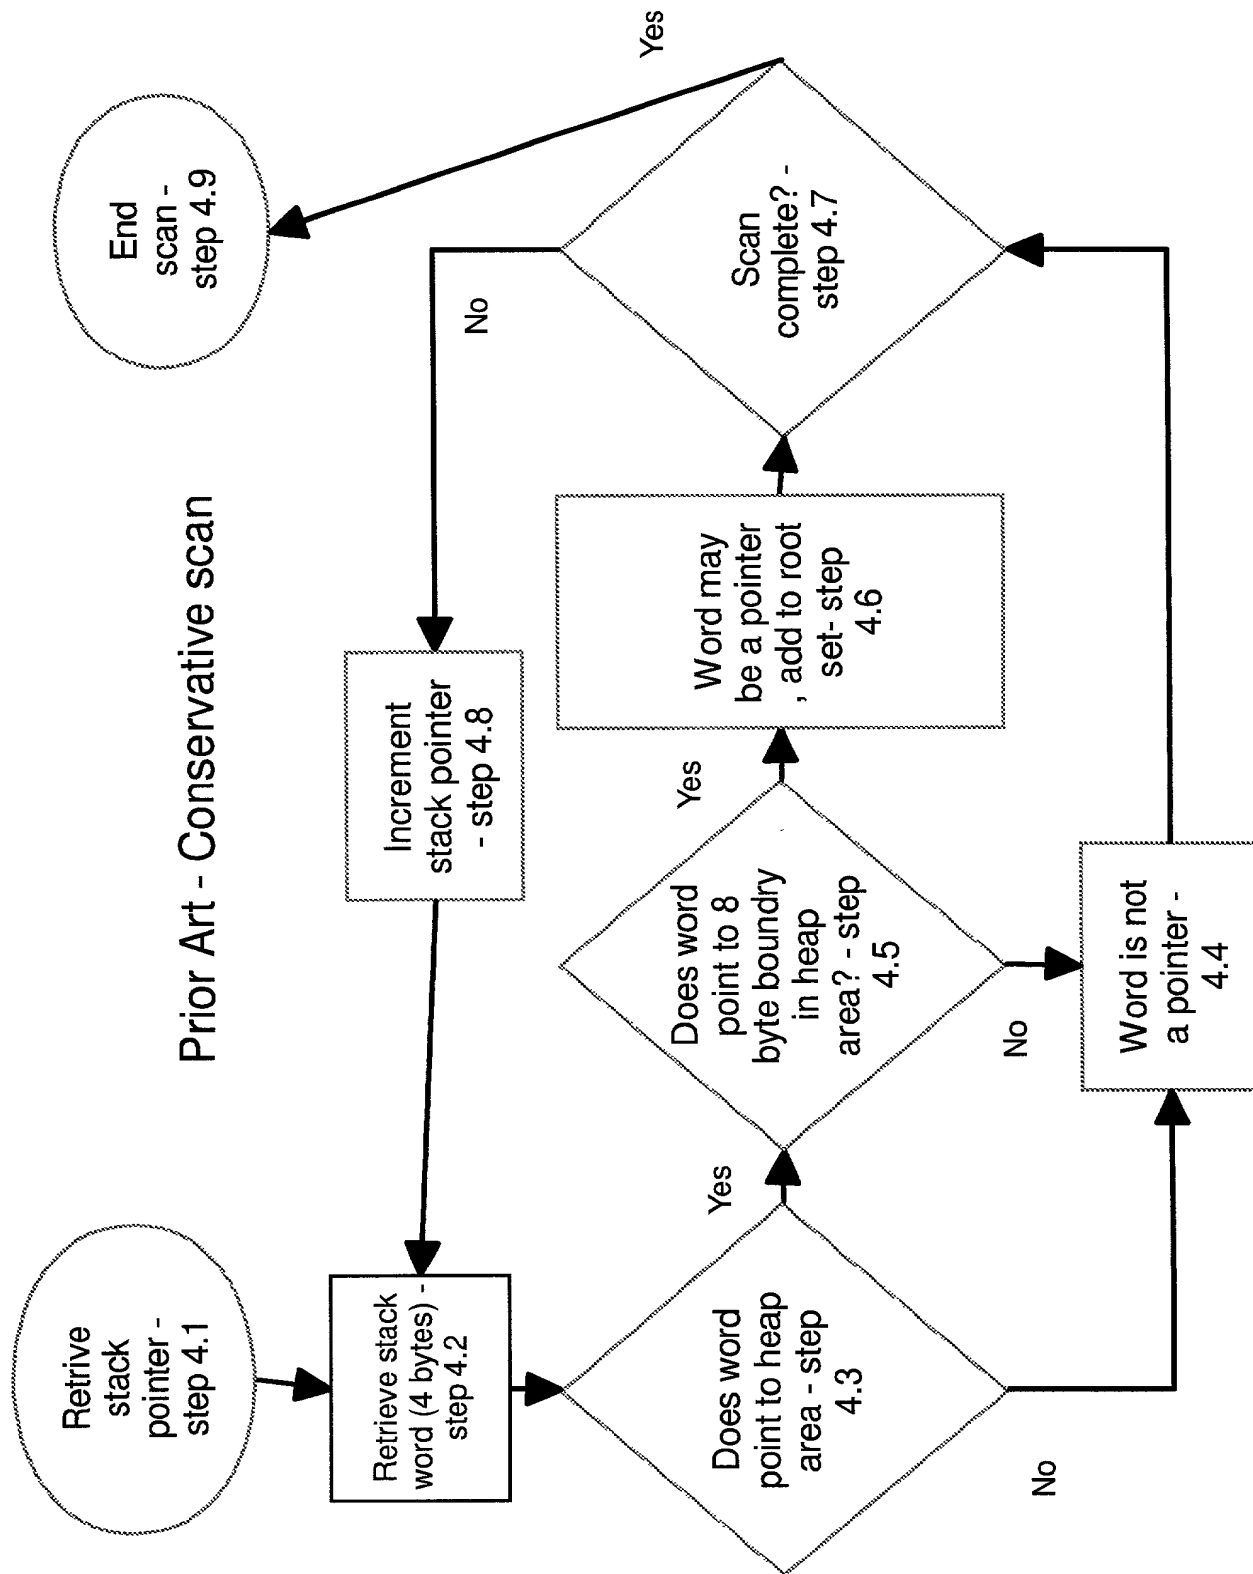 Prior Art - Conservative scan
Retrive
stack
pointer -
step 4.1
Retrieve stack
word (4 bytes) -
step 4.2
Does word
point to heap
area - step
4.3
Yes
No
Does word
point to 8
byte boundry
in heap
area? - step
4.5
Yes
No
Word is not
a pointer -
4.4
Word may
be a pointer
, add to root
set- step
4.6
Scan
complete? -
step 4.7
No
Yes
Increment
stack pointer
- step 4.8
End
scan -
step 4.9